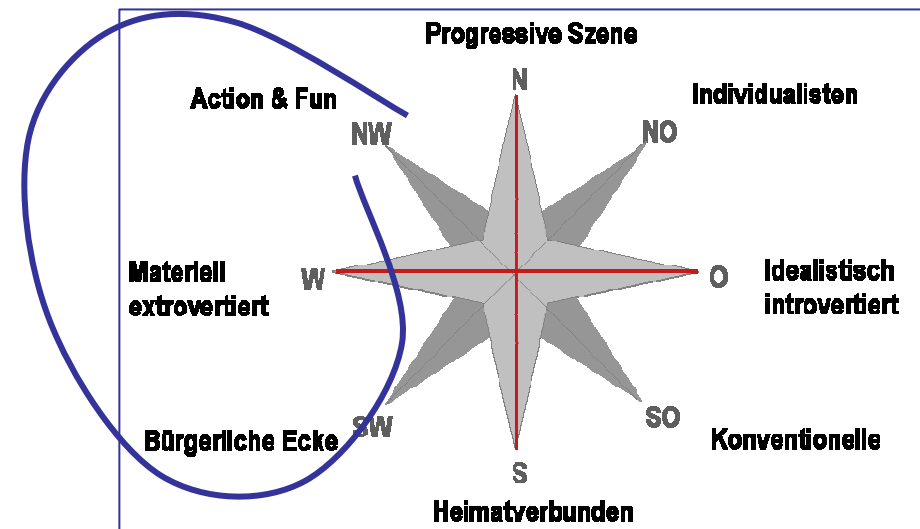 Progressive Szene
N
Action & Fun
Individualisten
NW
NO
Materiell
extrovertiert
W
O
Idealistisch
introvertiert
SW
SO
Bürgerliche Ecke
Konventionelle
S
Heimatverbunden